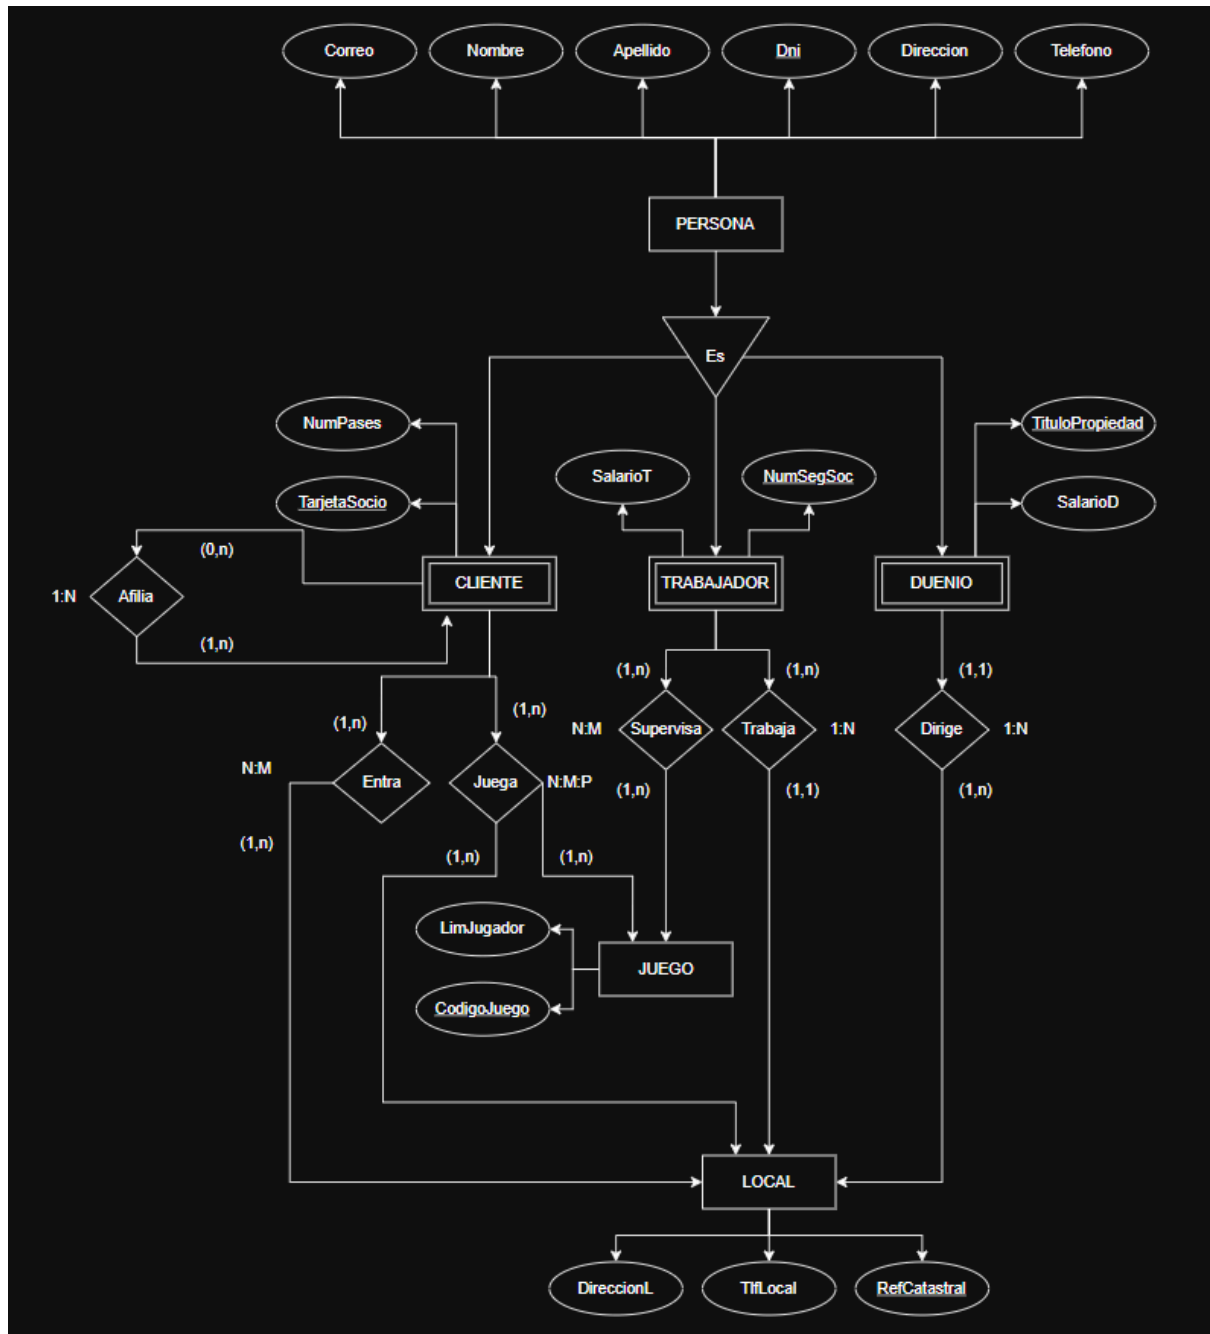 Correo
Nombre
Apellido
Dni
Direccion
Telefono
PERSONA
Es
NumPases
TituloPropiedad
SalarioT
NumSegSoc
TarjetaSocio
SalarioD
(0,n)
CLIENTE
TRABAJADOR
DUENIO
1:N
Afilia
(1,n)
(1,n)
(1,n)
(1,1)
(1,n)
(1,n)
N:M
Supervisa
Trabaja
1:N
Dirige
1:N
N:M
Entra
Juega
N:M:P
(1,n)
(1,1)
(1,n)
(1,n)
(1,n)
(1,n)
LimJugador
JUEGO
CodigoJuego
LOCAL
DireccionL
TlfLocal
RefCatastral